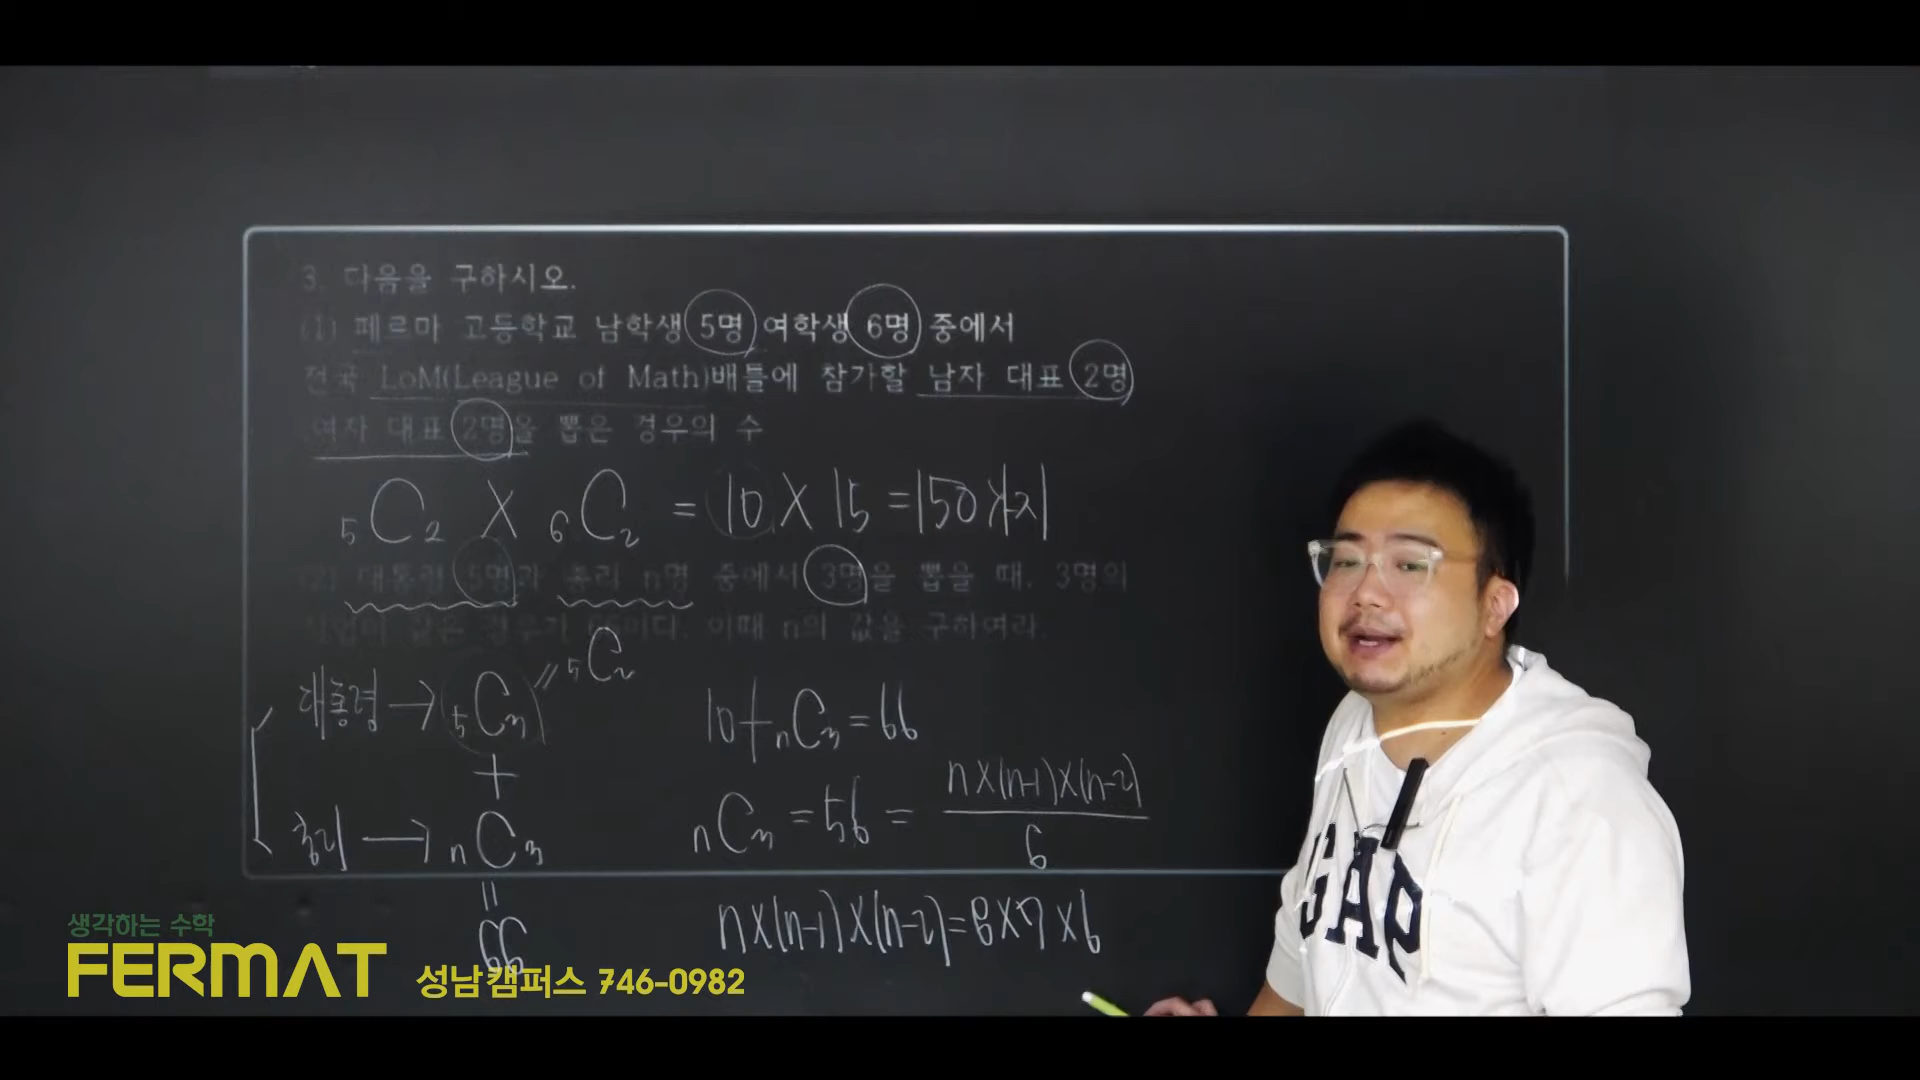 3. 다음을 구하시오.
(1) 페르마 고등학교 남학생 5명 여학생 6명 중에서
전국 LoM(League of Math)배틀에 참가할 남자 대표 2명
여자 대표 2명을 뽑은 경우의 수
₅C₂ X ₆C₂ = 10 X 15 = 150가지
(2) 대통령 5명과 총리 n명 중에서 3명을 뽑을 때, 3명의
직업이 같은 경우가 66이다. 이때 n의 값을 구하여라.
대통령 → ₅C₃ = ₅C₂
+
총리 → ₙC₃
=
66
10 + ₙC₃ = 66
ₙC₃ = 56 = n X (n-1) X (n-2) / 6
n X (n-1) X (n-2) = 8 X 7 X 6
생각하는 수학
FERMAT 성남캠퍼스 746-0982
GAP